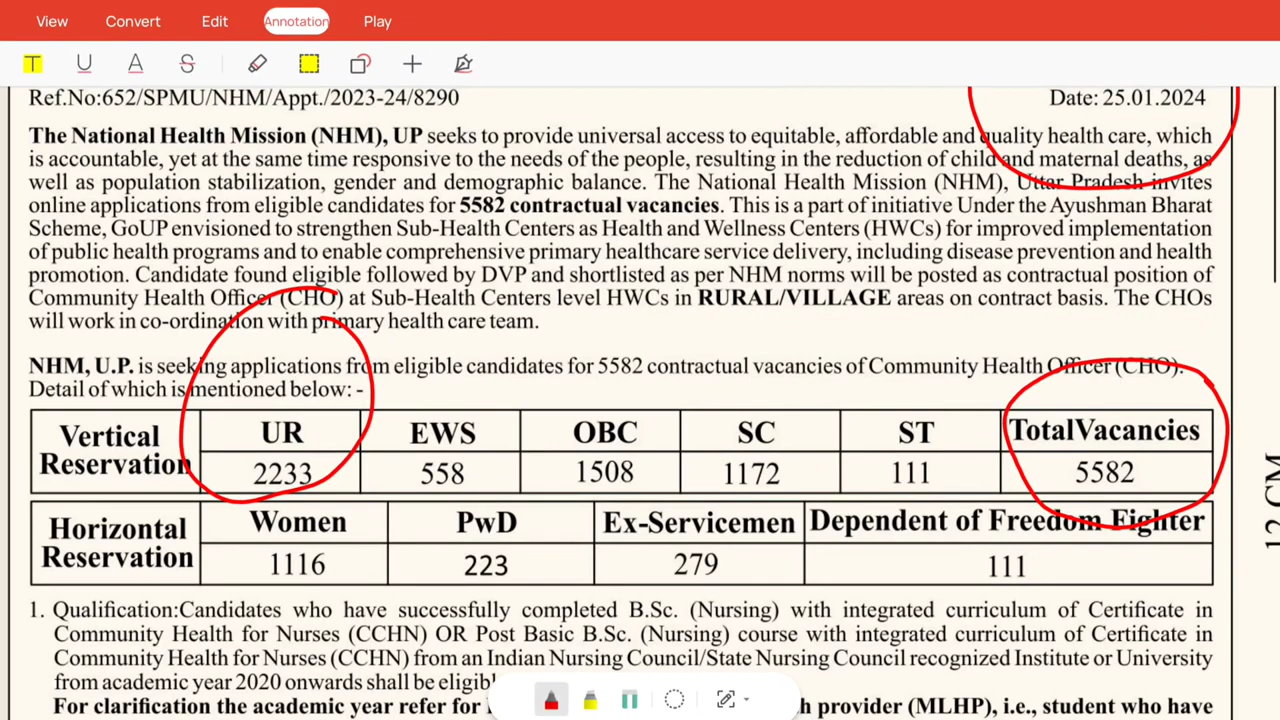 View Convert Edit Annotation Play
Ref.No:652/SPMU/NHM/Appt./2023-24/8290 Date: 25.01.2024
The National Health Mission (NHM), UP seeks to provide universal access to equitable, affordable and quality health care, which
is accountable, yet at the same time responsive to the needs of the people, resulting in the reduction of child and maternal deaths, as
well as population stabilization, gender and demographic balance. The National Health Mission (NHM), Uttar Pradesh invites
online applications from eligible candidates for 5582 contractual vacancies. This is a part of initiative Under the Ayushman Bharat
Scheme, GoUP envisioned to strengthen Sub-Health Centers as Health and Wellness Centers (HWCs) for improved implementation
of public health programs and to enable comprehensive primary healthcare service delivery, including disease prevention and health
promotion. Candidate found eligible followed by DVP and shortlisted as per NHM norms will be posted as contractual position of
Community Health Officer (CHO) at Sub-Health Centers level HWCs in RURAL/VILLAGE areas on contract basis. The CHOs
will work in co-ordination with primary health care team.
NHM, U.P. is seeking applications from eligible candidates for 5582 contractual vacancies of Community Health Officer (CHO).
Detail of which is mentioned below: -
Vertical Reservation UR EWS OBC SC ST TotalVacancies
2233 558 1508 1172 111 5582
Horizontal Reservation Women PwD Ex-Servicemen Dependent of Freedom Fighter
1116 223 279 111
12 CM
1. Qualification:Candidates who have successfully completed B.Sc. (Nursing) with integrated curriculum of Certificate in
Community Health for Nurses (CCHN) OR Post Basic B.Sc. (Nursing) course with integrated curriculum of Certificate in
Community Health for Nurses (CCHN) from an Indian Nursing Council/State Nursing Council recognized Institute or University
from academic year 2020 onwards shall be
For clarification the academic year refer for provider (MLHP), i.e., student who have